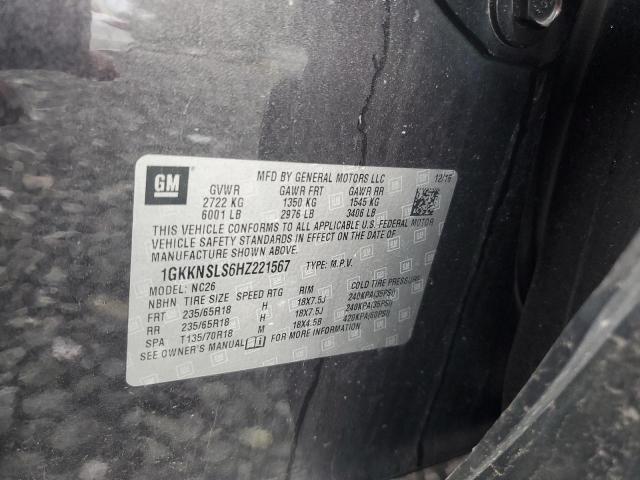 GM
MFD BY GENERAL MOTORS LLC 12/16
GVWR GAWR FRT GAWR RR
2722 KG 1350 KG 1545 KG
6001 LB 2976 LB 3406 LB
THIS VEHICLE CONFORMS TO ALL APPLICABLE U.S. FEDERAL MOTOR
VEHICLE SAFETY STANDARDS IN EFFECT ON THE DATE OF
MANUFACTURE SHOWN ABOVE.
1GKKNSLS6HZ221567 TYPE: M.P.V.
MODEL: NC26
NBHN TIRE SIZE SPEED RTG RIM COLD TIRE PRESSURE
FRT 235/65R18 H 18X7.5J 240KPA(35PSI)
RR 235/65R18 H 18X7.5J 240KPA(35PSI)
SPA T135/70R18 M 18X4.5B 420KPA(60PSI)
SEE OWNER'S MANUAL FOR MORE INFORMATION